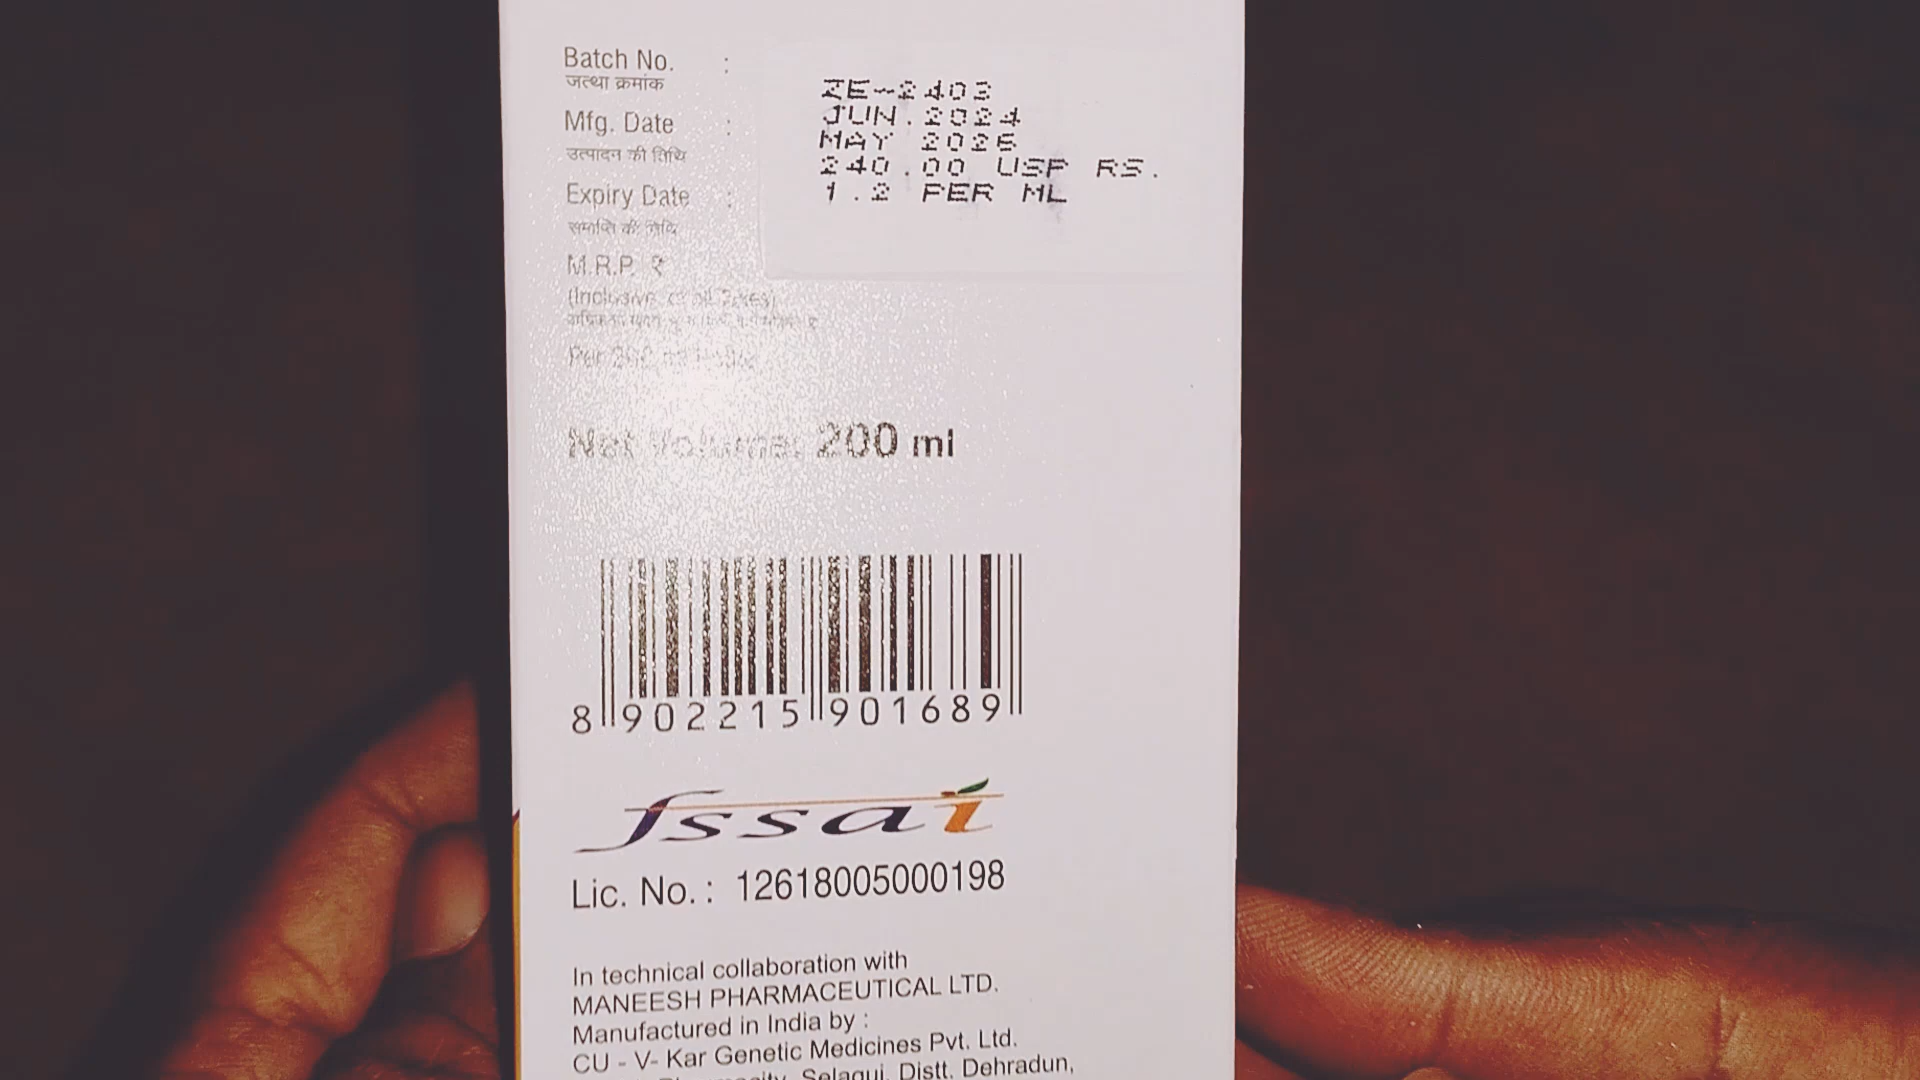 Batch No. :
जत्था क्रमांक
Mfg. Date :
उत्पादन की तिथि
Expiry Date :
समाप्ति की तिथि
M.R.P. ₹
(Inclusive of all Taxes)
ZE-2403
JUN.2024
MAY 2026
240.00 USP RS.
1.2 PER ML
Net Volume: 200 ml
8 902215 901689
fssai
Lic. No. : 12618005000198
In technical collaboration with
MANEESH PHARMACEUTICAL LTD.
Manufactured in India by :
CU - V- Kar Genetic Medicines Pvt. Ltd.
Selaqui, Distt. Dehradun,